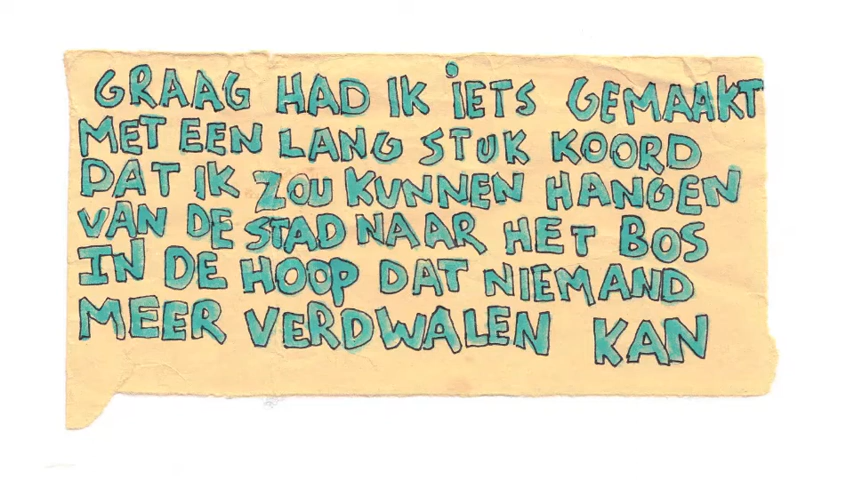 GRAAG HAD IK iETS GEMAAKT
MET EEN LANG STUK KOORD
DAT IK ZOU KUNNEN HANGEN
VAN DE STAD NAAR HET BOS
IN DE HOOP DAT NIEMAND
MEER VERDWALEN KAN